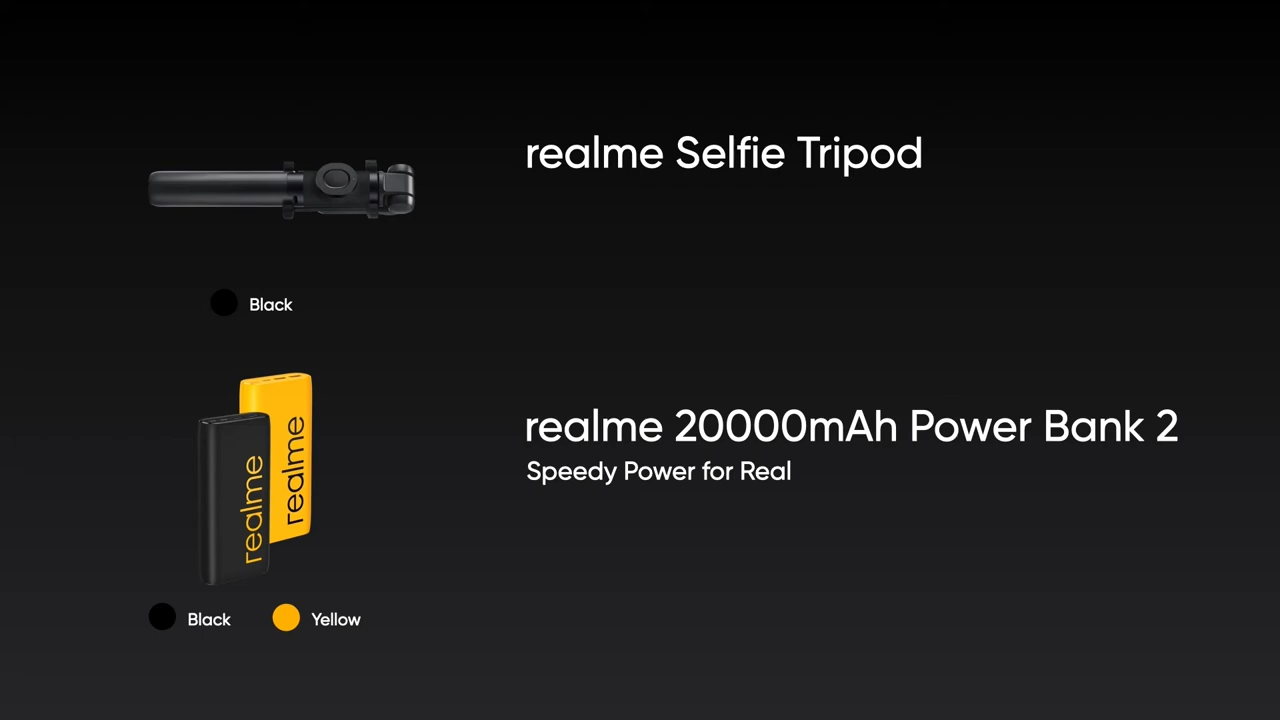 realme Selfie Tripod
Black
realme 20000mAh Power Bank 2
Speedy Power for Real
realme
realme
Black
Yellow